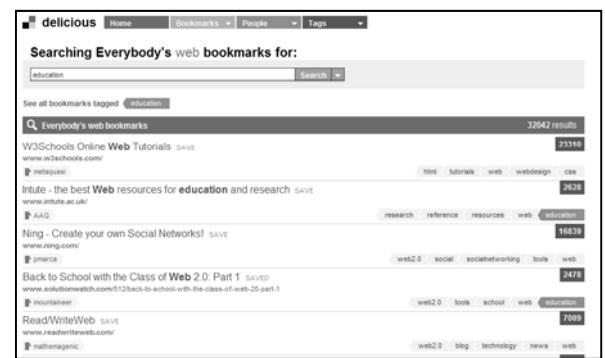 delicious Home Bookmarks People Tags
Searching Everybody's web bookmarks for:
education Search
See all bookmarks tagged education
Everybody's web bookmarks 32042 results
W3Schools Online Web Tutorials SAVE 23310
www.w3schools.com/
metaquasi html tutorials web webdesign css
Intute - the best Web resources for education and research SAVE 2628
www.intute.ac.uk/
AAQ research reference resources web education
Ning - Create your own Social Networks! SAVE 16839
www.ning.com/
pmarca web2.0 social socialnetworking tools web
Back to School with the Class of Web 2.0: Part 1 SAVED 2478
www.solutionwatch.com/512/back-to-school-with-the-class-of-web-20-part-1
mountaineer web2.0 tools school web education
Read/WriteWeb SAVE 7089
www.readwriteweb.com/
mathemagenic web2.0 blog technology news web